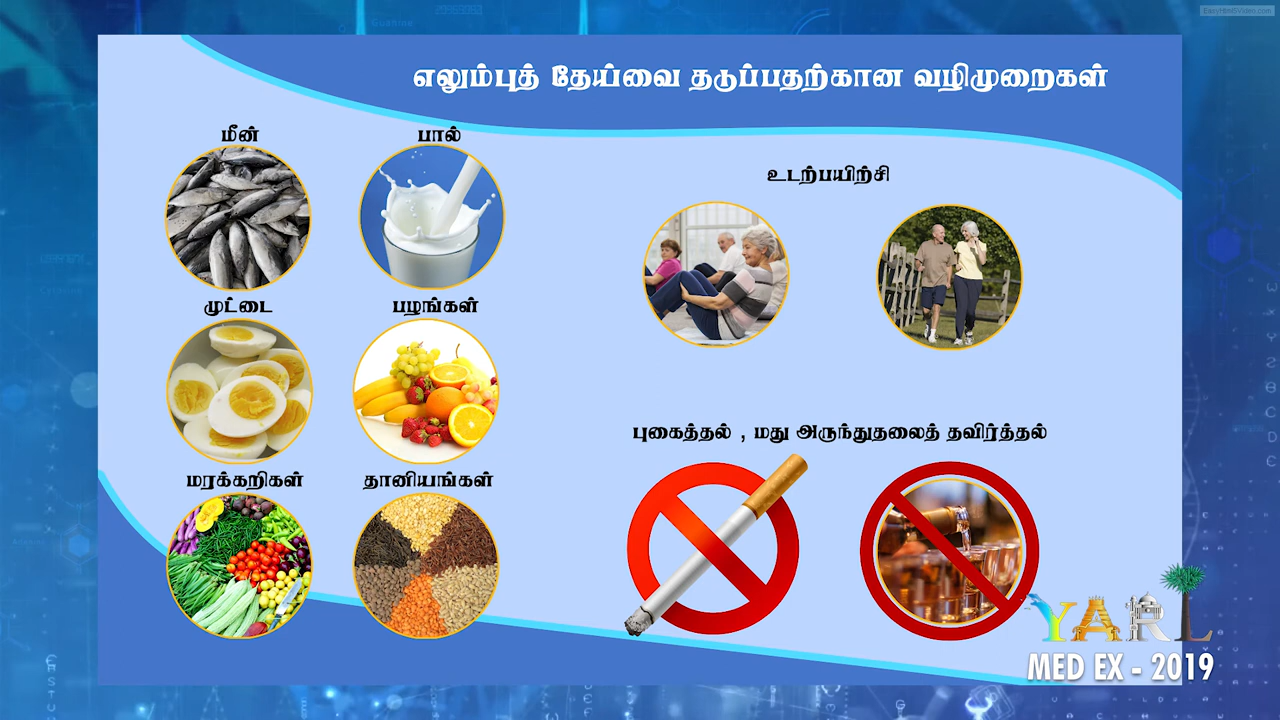 எலும்புத் தேய்வை தடுப்பதற்கான வழிமுறைகள்
மீன்
பால்
முட்டை
பழங்கள்
மரக்கறிகள்
தானியங்கள்
உடற்பயிற்சி
புகைத்தல் , மது அருந்துதலைத் தவிர்த்தல்
YARL
MED EX - 2019